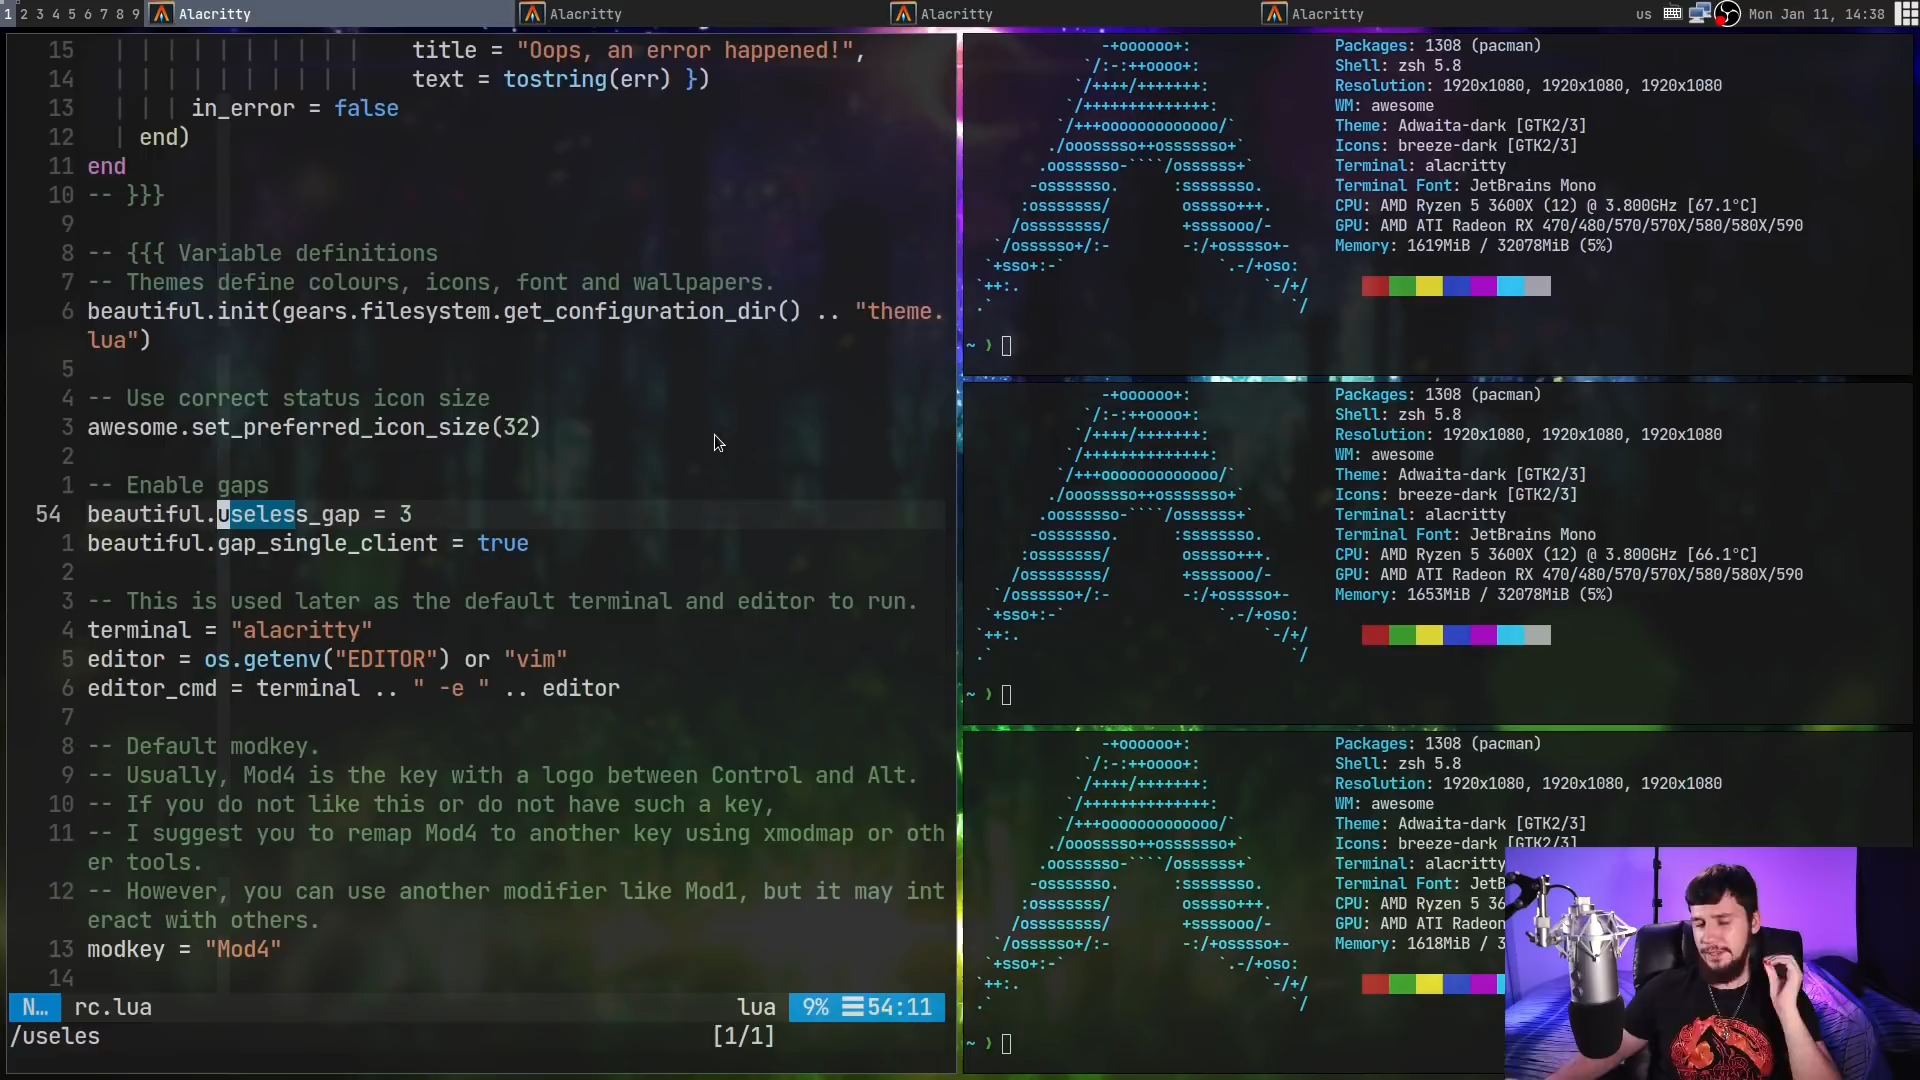 1 2 3 4 5 6 7 8 9 Alacritty Alacritty Alacritty Alacritty us Mon Jan 11, 14:38
15 title = "Oops, an error happened!",
14 text = tostring(err) })
13 in_error = false
12 end)
11 end
10 -- }}}
9
8 -- {{{ Variable definitions
7 -- Themes define colours, icons, font and wallpapers.
6 beautiful.init(gears.filesystem.get_configuration_dir() .. "theme.
lua")
5
4 -- Use correct status icon size
3 awesome.set_preferred_icon_size(32)
2
1 -- Enable gaps
54 beautiful.useless_gap = 3
1 beautiful.gap_single_client = true
2
3 -- This is used later as the default terminal and editor to run.
4 terminal = "alacritty"
5 editor = os.getenv("EDITOR") or "vim"
6 editor_cmd = terminal .. " -e " .. editor
7
8 -- Default modkey.
9 -- Usually, Mod4 is the key with a logo between Control and Alt.
10 -- If you do not like this or do not have such a key,
11 -- I suggest you to remap Mod4 to another key using xmodmap or oth
er tools.
12 -- However, you can use another modifier like Mod1, but it may int
eract with others.
13 modkey = "Mod4"
14
N… rc.lua lua 9% ☰54:11
/useles [1/1]
Packages: 1308 (pacman)
Shell: zsh 5.8
Resolution: 1920x1080, 1920x1080, 1920x1080
WM: awesome
Theme: Adwaita-dark [GTK2/3]
Icons: breeze-dark [GTK2/3]
Terminal: alacritty
Terminal Font: JetBrains Mono
CPU: AMD Ryzen 5 3600X (12) @ 3.800GHz [67.1°C]
GPU: AMD ATI Radeon RX 470/480/570/570X/580/580X/590
Memory: 1619MiB / 32078MiB (5%)
~ ❯
Packages: 1308 (pacman)
Shell: zsh 5.8
Resolution: 1920x1080, 1920x1080, 1920x1080
WM: awesome
Theme: Adwaita-dark [GTK2/3]
Icons: breeze-dark [GTK2/3]
Terminal: alacritty
Terminal Font: JetBrains Mono
CPU: AMD Ryzen 5 3600X (12) @ 3.800GHz [66.1°C]
GPU: AMD ATI Radeon RX 470/480/570/570X/580/580X/590
Memory: 1653MiB / 32078MiB (5%)
~ ❯
Packages: 1308 (pacman)
Shell: zsh 5.8
Resolution: 1920x1080, 1920x1080, 1920x1080
WM: awesome
Theme: Adwaita-dark [GTK2/3]
Icons: breeze-dark [GTK2/3]
Terminal: alacritty
Terminal Font: JetB
CPU: AMD Ryzen 5 36
GPU: AMD ATI Radeon
Memory: 1618MiB / 3
~ ❯